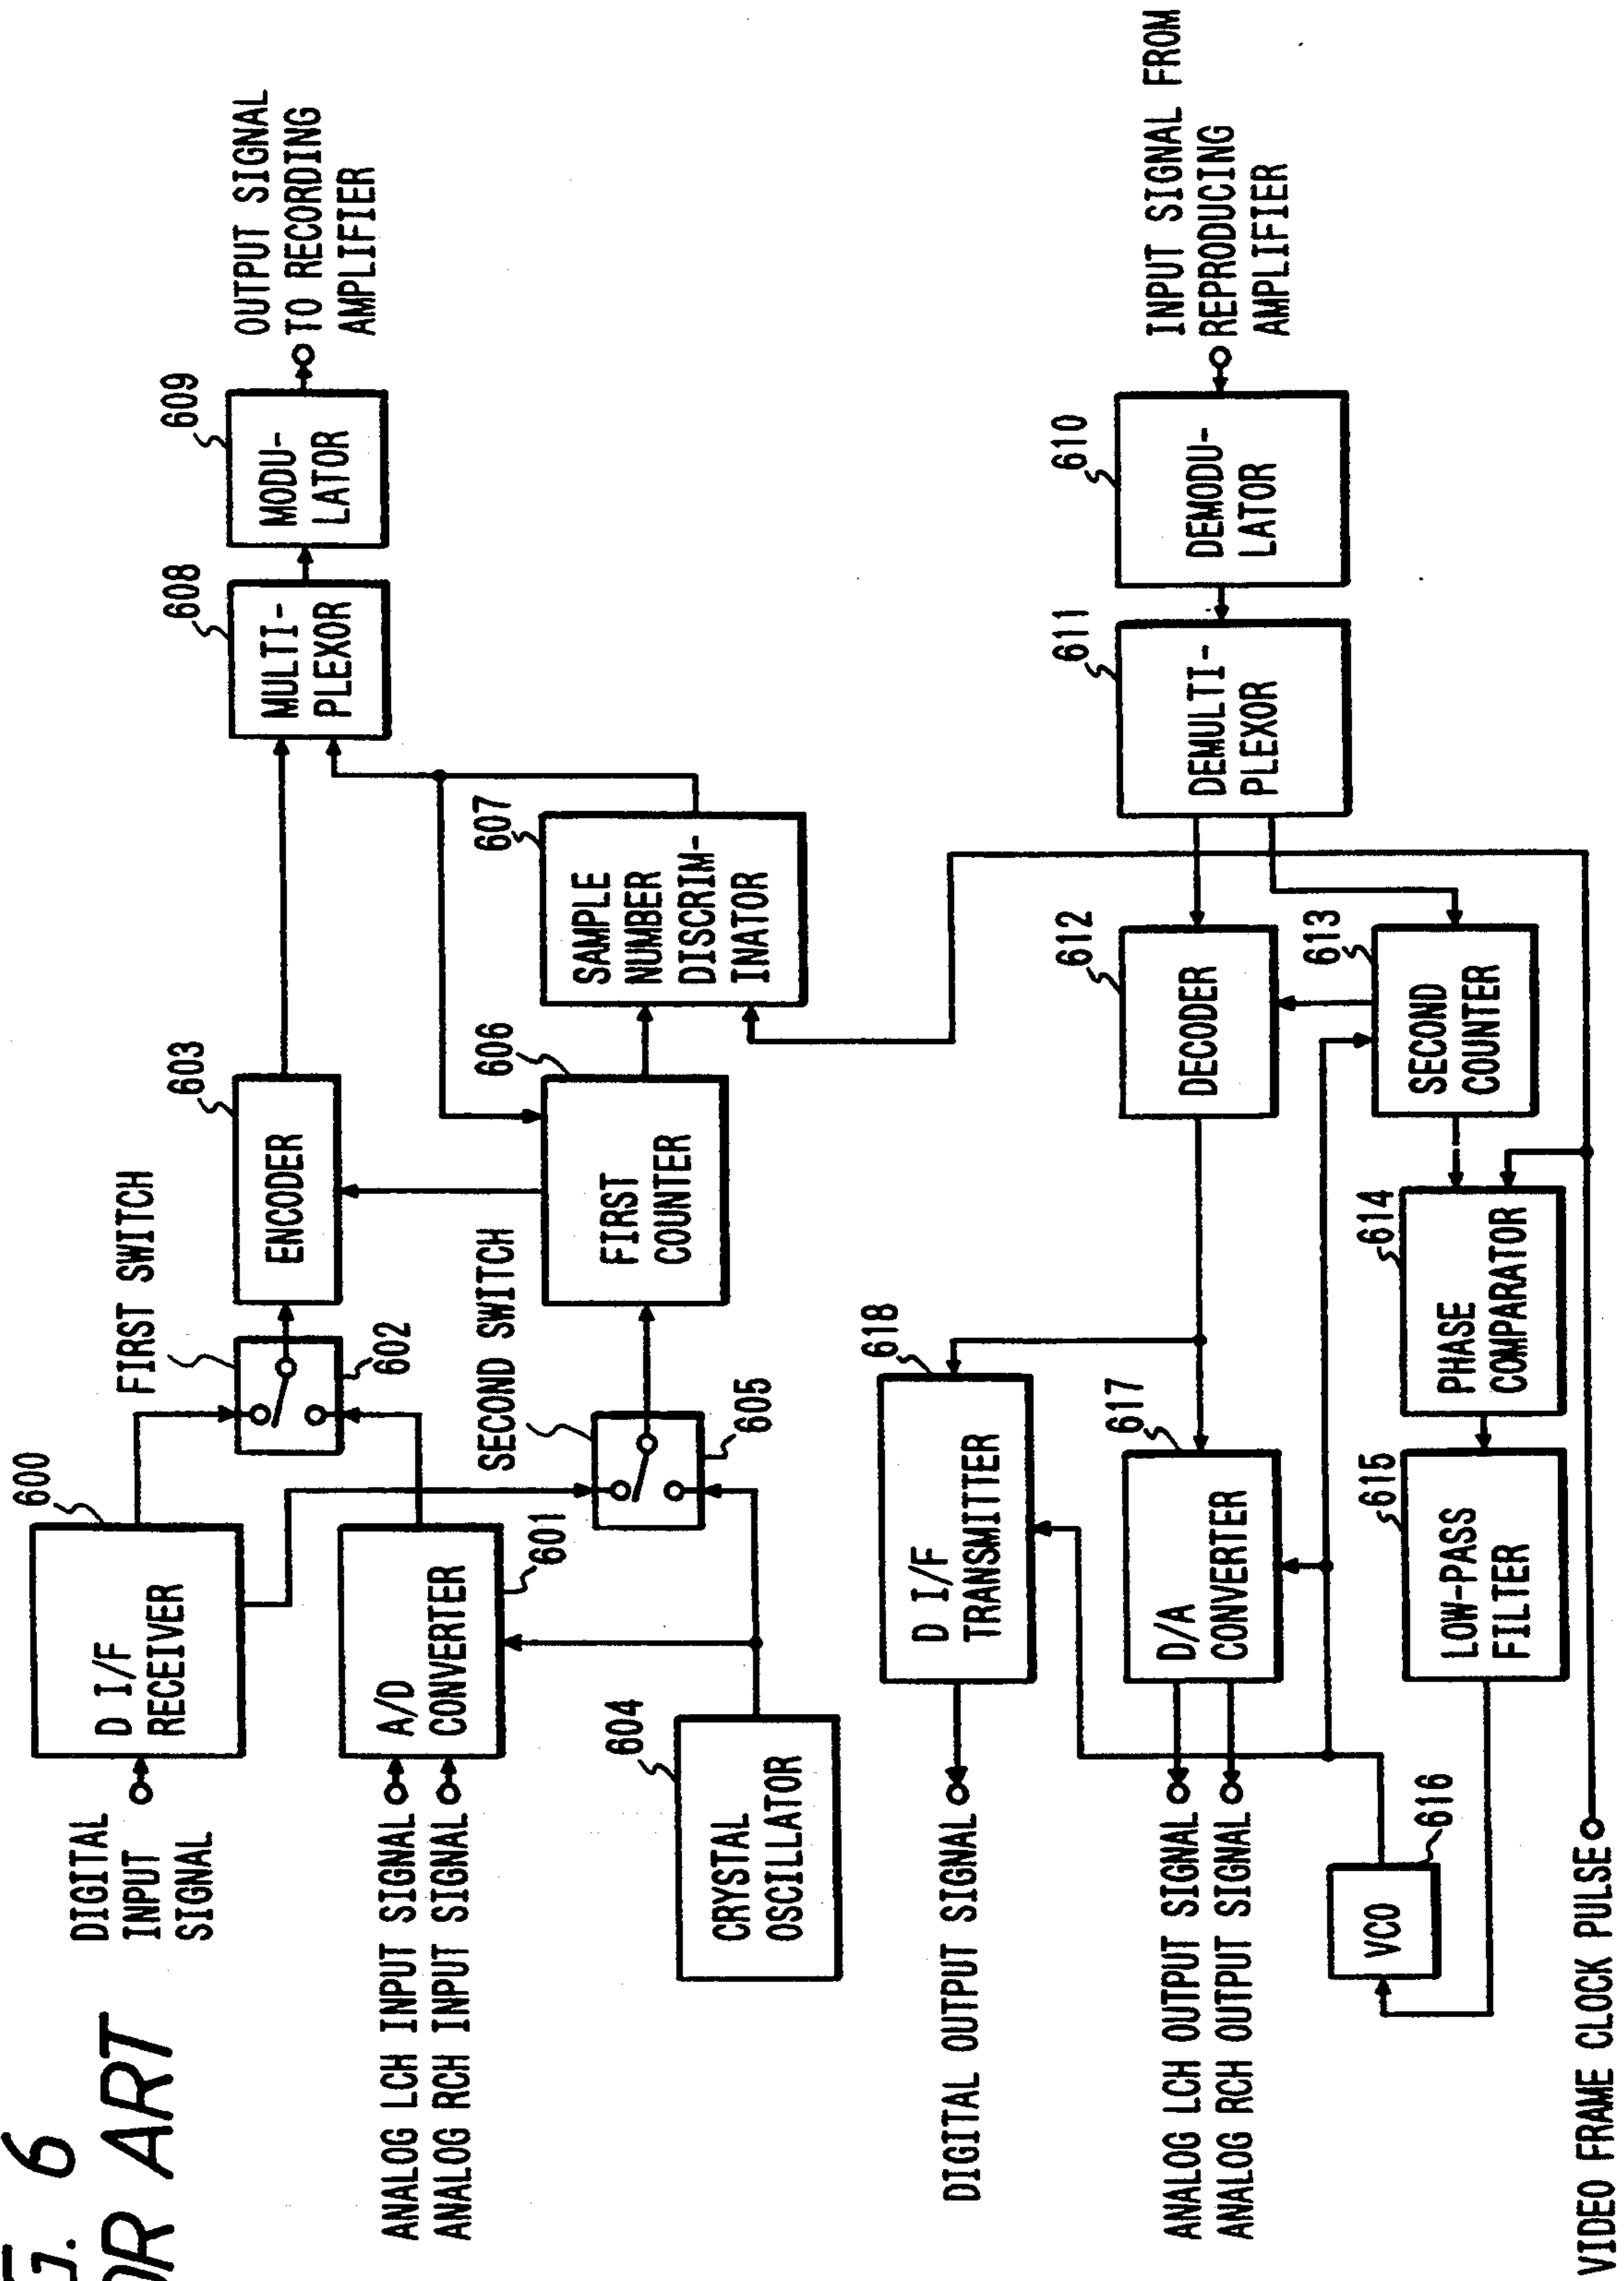 G. 6
OR ART
DIGITAL
INPUT
SIGNAL
600
D I/F
RECEIVER
FIRST SWITCH
602
603
ENCODER
608
MULTI-
PLEXOR
609
MODU-
LATOR
OUTPUT SIGNAL
TO RECORDING
AMPLIFIER
ANALOG LCH INPUT SIGNAL
ANALOG RCH INPUT SIGNAL
A/D
CONVERTER
601
SECOND SWITCH
605
606
FIRST
COUNTER
607
SAMPLE
NUMBER
DISCRIM-
INATOR
604
CRYSTAL
OSCILLATOR
DIGITAL OUTPUT SIGNAL
618
D I/F
TRANSMITTER
ANALOG LCH OUTPUT SIGNAL
ANALOG RCH OUTPUT SIGNAL
617
D/A
CONVERTER
612
DECODER
611
DEMULTI-
PLEXOR
610
DEMODU-
LATOR
INPUT SIGNAL FROM
REPRODUCING
AMPLIFIER
VCO
616
615
LOW-PASS
FILTER
614
PHASE
COMPARATOR
613
SECOND
COUNTER
VIDEO FRAME CLOCK PULSE